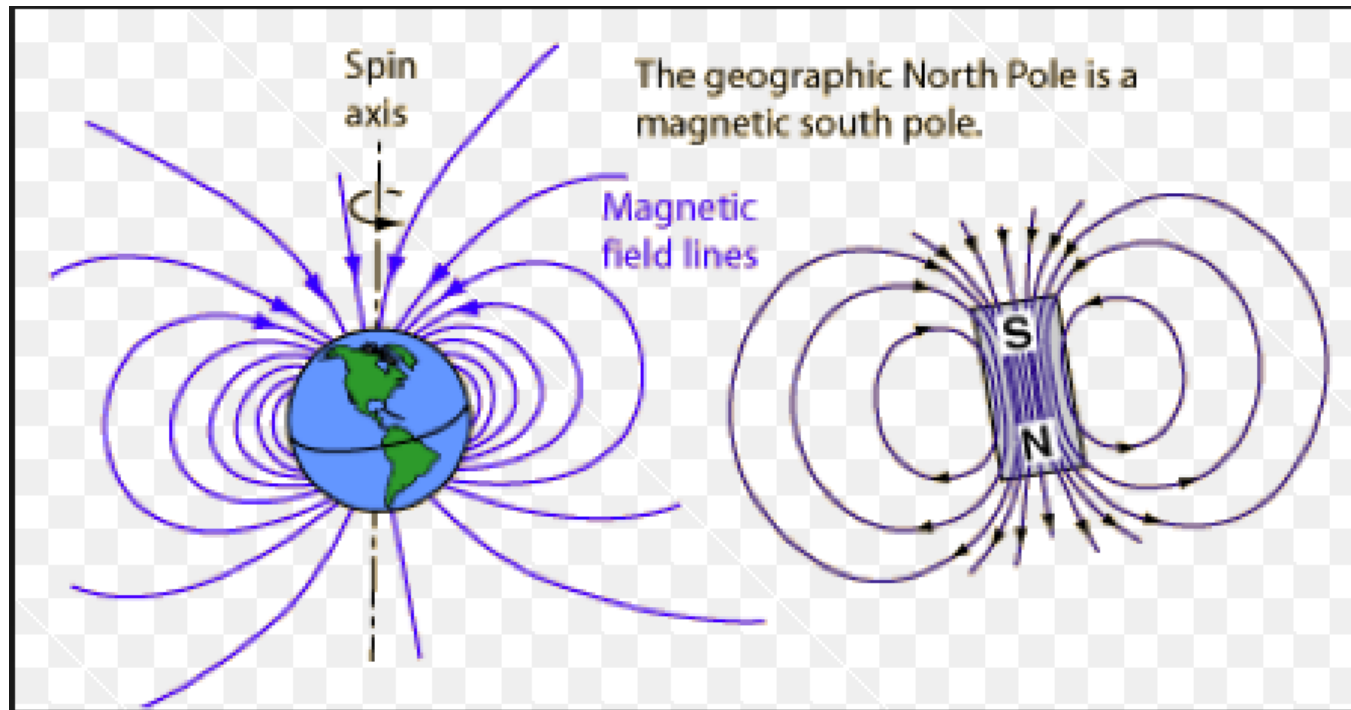 Spin
axis
The geographic North Pole is a
magnetic south pole.
Magnetic
field lines
S
N